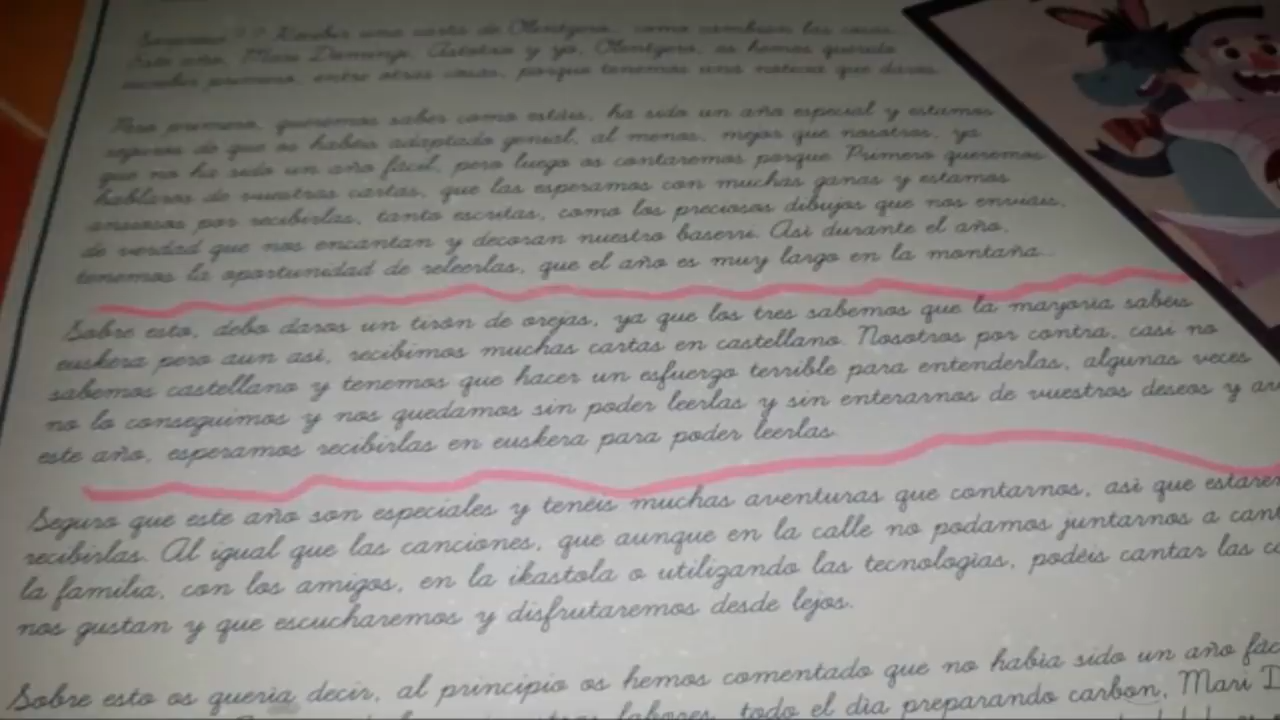 Sorpresa?? Recibir una carta de Olentzero, como cambian las cosas.
Este año, Mari Domingi, Astotxo y yo, Olentzero, os hemos querido
escribir primero, entre otras cosas, porque tenemos una noticia que daros.
Pero primero, queremos saber como estáis, ha sido un año especial y estamos
seguros de que os habéis adaptado genial, al menos, mejor que nosotros, ya
que no ha sido un año fácil, pero luego os contaremos porque. Primero queremos
hablaros de vuestras cartas, que las esperamos con muchas ganas y estamos
ansiosos por recibirlas, tanto escritas, como los preciosos dibujos que nos enviáis,
de verdad que nos encantan y decoran nuestro baserri. Así durante el año,
tenemos la oportunidad de releerlas, que el año es muy largo en la montaña...
Sobre esto, debo daros un tirón de orejas, ya que los tres sabemos que la mayoría sabéis
euskera pero aun así, recibimos muchas cartas en castellano. Nosotros por contra, casi no
sabemos castellano y tenemos que hacer un esfuerzo terrible para entenderlas, algunas veces
no lo conseguimos y nos quedamos sin poder leerlas y sin enterarnos de vuestros deseos y
este año, esperamos recibirlas en euskera para poder leerlas.
Seguro que este año son especiales y tenéis muchas aventuras que contarnos, así que
recibirlas. Al igual que las canciones, que aunque en la calle no podamos juntarnos a
la familia, con los amigos, en la ikastola o utilizando las tecnologías, podéis cantar las
nos gustan y que escucharemos y disfrutaremos desde lejos.
Sobre esto os quería decir, al principio os hemos comentado que no había sido un año
labores, todo el día preparando carbon, Mari